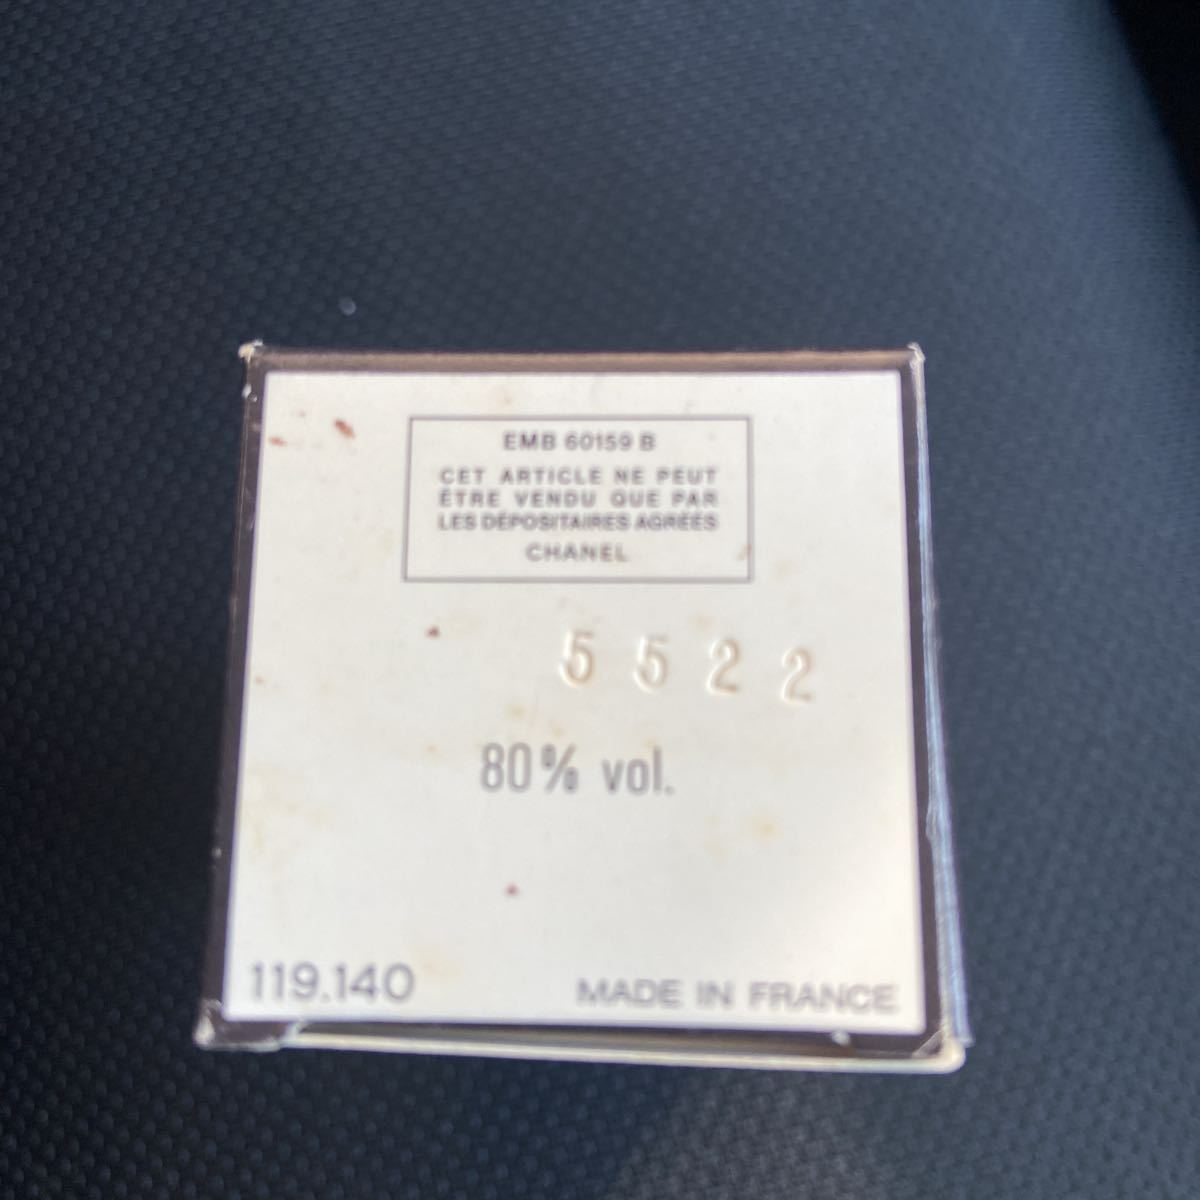 EMB 60159 B
CET ARTICLE NE PEUT
ÊTRE VENDU QUE PAR
LES DÉPOSITAIRES AGRÉÉS
CHANEL
5522
80% vol.
119.140 MADE IN FRANCE